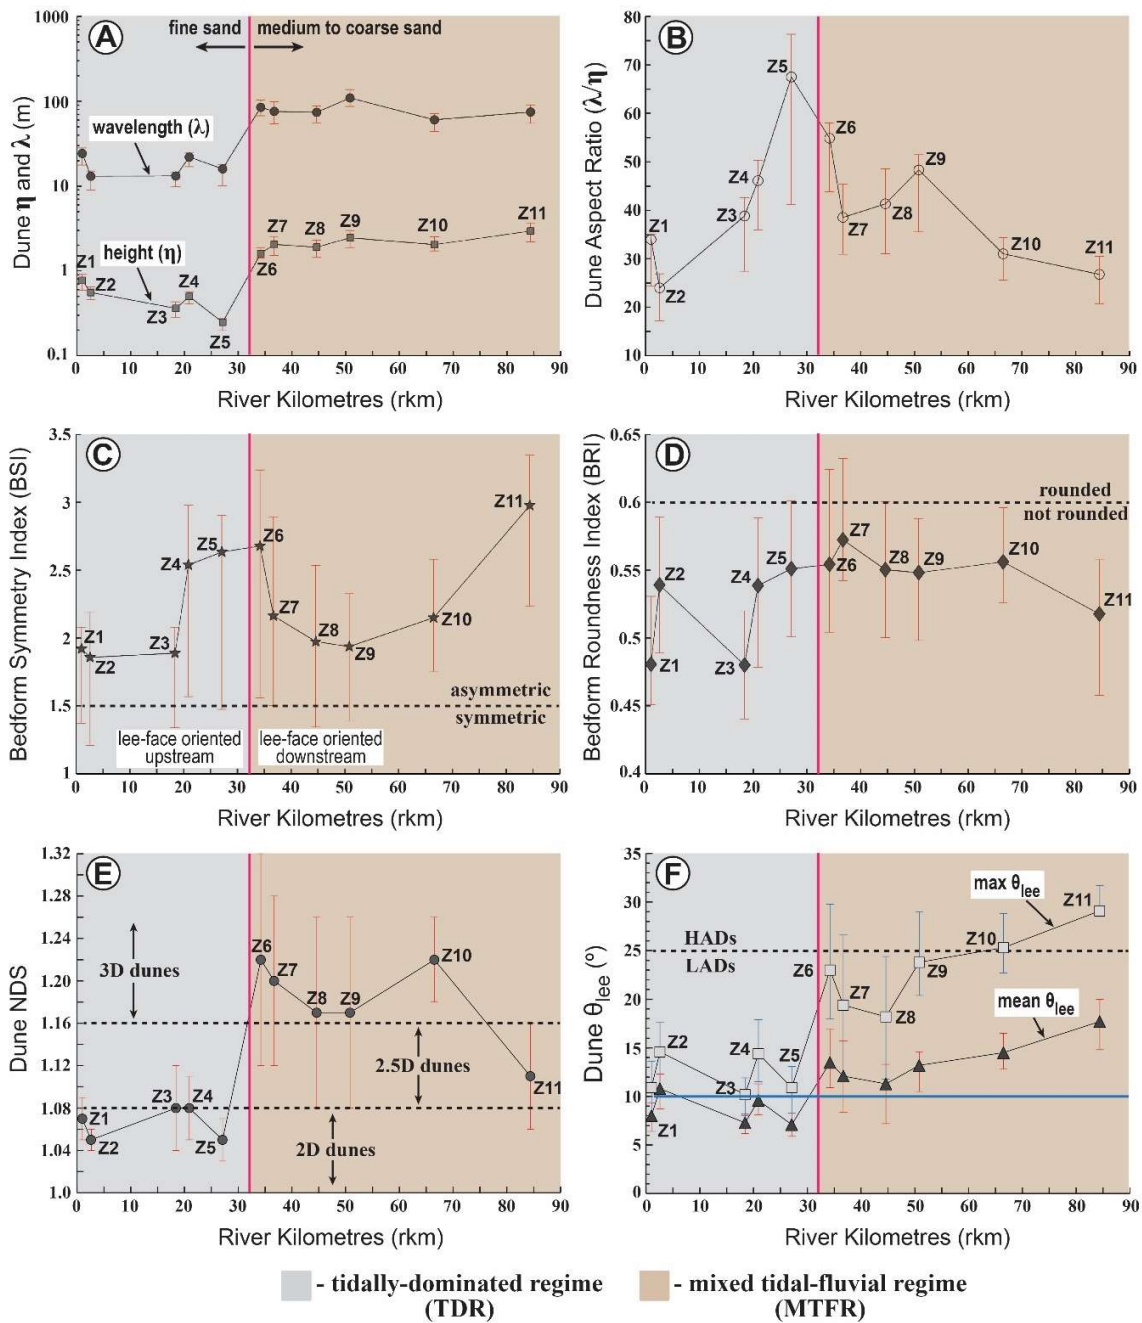 A
fine sand
medium to coarse sand
wavelength (λ)
height (η)
Z1
Z2
Z3
Z4
Z5
Z6
Z7
Z8
Z9
Z10
Z11
1000
100
10
1
0.1
Dune η and λ (m)
0 10 20 30 40 50 60 70 80 90
River Kilometres (rkm)
B
Z1
Z2
Z3
Z4
Z5
Z6
Z7
Z8
Z9
Z10
Z11
80
70
60
50
40
30
20
10
Dune Aspect Ratio (λ/η)
0 10 20 30 40 50 60 70 80 90
River Kilometres (rkm)
C
Z1
Z2
Z3
Z4
Z5
Z6
Z7
Z8
Z9
Z10
Z11
asymmetric
symmetric
lee-face oriented
upstream
lee-face oriented
downstream
3.5
3
2.5
2
1.5
1
Bedform Symmetry Index (BSI)
0 10 20 30 40 50 60 70 80 90
River Kilometres (rkm)
D
rounded
not rounded
Z1
Z2
Z3
Z4
Z5
Z6
Z7
Z8
Z9
Z10
Z11
0.65
0.6
0.55
0.5
0.45
0.4
Bedform Roundness Index (BRI)
0 10 20 30 40 50 60 70 80 90
River Kilometres (rkm)
E
3D dunes
2.5D dunes
2D dunes
Z1
Z2
Z3
Z4
Z5
Z6
Z7
Z8
Z9
Z10
Z11
1.32
1.28
1.24
1.20
1.16
1.12
1.08
1.04
1.0
Dune NDS
0 10 20 30 40 50 60 70 80 90
River Kilometres (rkm)
F
max θlee
HADs
LADs
mean θlee
Z1
Z2
Z3
Z4
Z5
Z6
Z7
Z8
Z9
Z10
Z11
35
30
25
20
15
10
5
0
Dune θlee (º)
0 10 20 30 40 50 60 70 80 90
River Kilometres (rkm)
- tidally-dominated regime
(TDR)
- mixed tidal-fluvial regime
(MTFR)